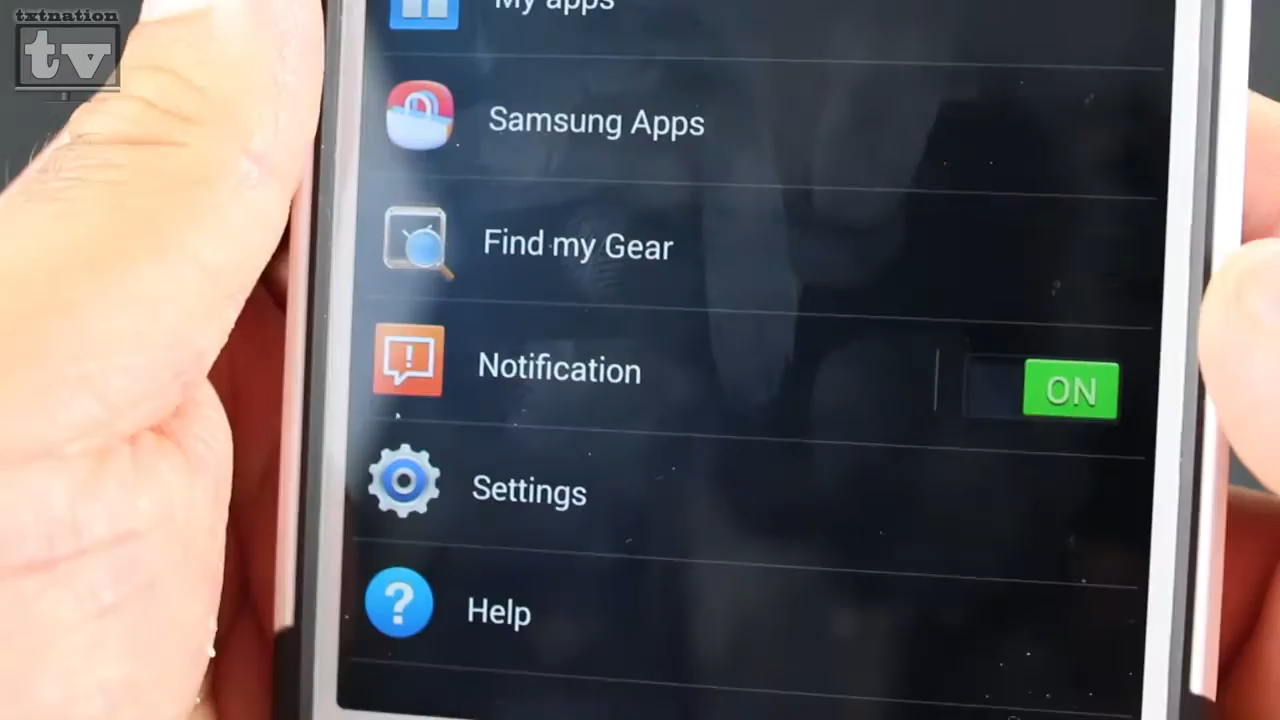 txtnation
tv
My apps
Samsung Apps
Find my Gear
Notification
ON
Settings
Help